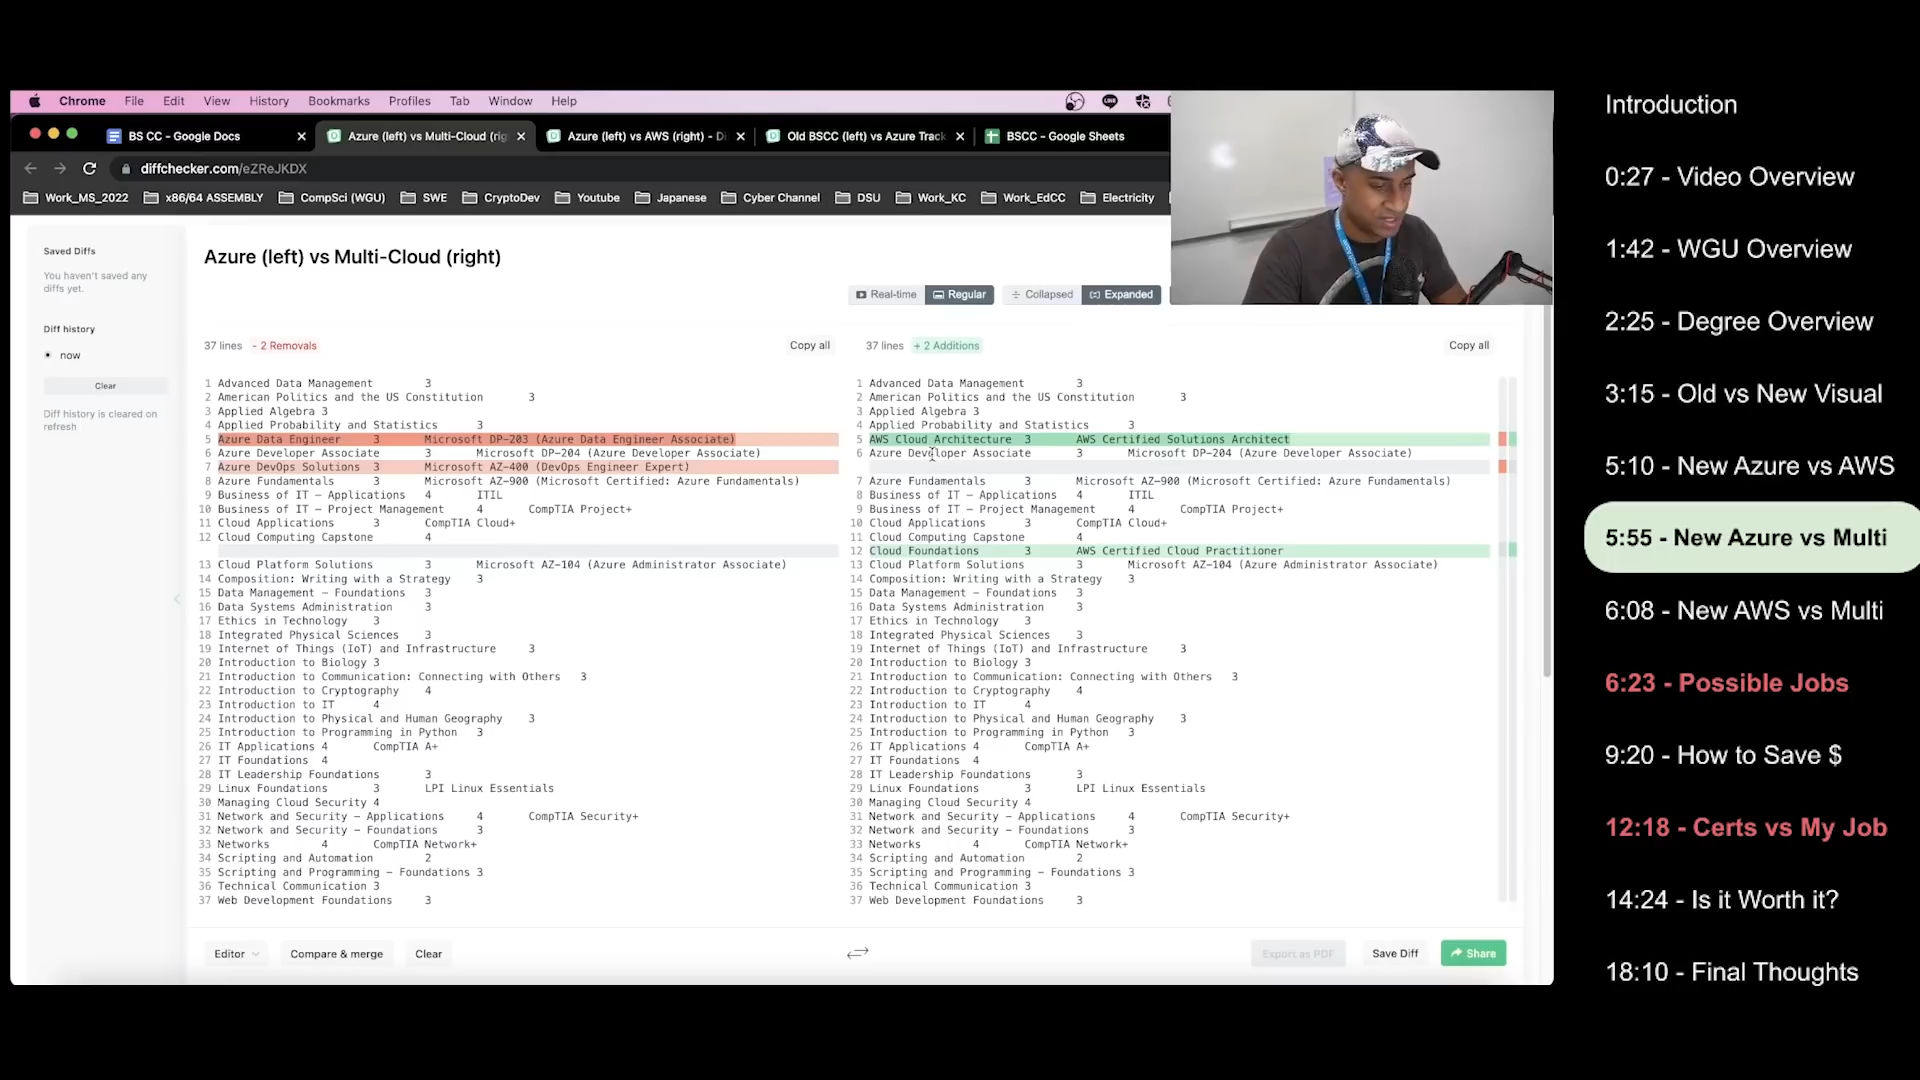 Chrome File Edit View History Bookmarks Profiles Tab Window Help
BS CC - Google Docs
Azure (left) vs Multi-Cloud (rig
Azure (left) vs AWS (right) - Di
Old BSCC (left) vs Azure Track
BSCC - Google Sheets
diffchecker.com/eZReJKDX
Work_MS_2022 x86/64 ASSEMBLY CompSci (WGU) SWE CryptoDev Youtube Japanese Cyber Channel DSU Work_KC Work_EdCC Electricity
Saved Diffs
You haven't saved any
diffs yet.
Diff history
now
Clear
Diff history is cleared on
refresh
Azure (left) vs Multi-Cloud (right)
Real-time Regular Collapsed Expanded
37 lines - 2 Removals Copy all
1 Advanced Data Management 3
2 American Politics and the US Constitution 3
3 Applied Algebra 3
4 Applied Probability and Statistics 3
5 Azure Data Engineer 3 Microsoft DP-203 (Azure Data Engineer Associate)
6 Azure Developer Associate 3 Microsoft DP-204 (Azure Developer Associate)
7 Azure DevOps Solutions 3 Microsoft AZ-400 (DevOps Engineer Expert)
8 Azure Fundamentals 3 Microsoft AZ-900 (Microsoft Certified: Azure Fundamentals)
9 Business of IT – Applications 4 ITIL
10 Business of IT – Project Management 4 CompTIA Project+
11 Cloud Applications 3 CompTIA Cloud+
12 Cloud Computing Capstone 4
13 Cloud Platform Solutions 3 Microsoft AZ-104 (Azure Administrator Associate)
14 Composition: Writing with a Strategy 3
15 Data Management – Foundations 3
16 Data Systems Administration 3
17 Ethics in Technology 3
18 Integrated Physical Sciences 3
19 Internet of Things (IoT) and Infrastructure 3
20 Introduction to Biology 3
21 Introduction to Communication: Connecting with Others 3
22 Introduction to Cryptography 4
23 Introduction to IT 4
24 Introduction to Physical and Human Geography 3
25 Introduction to Programming in Python 3
26 IT Applications 4 CompTIA A+
27 IT Foundations 4
28 IT Leadership Foundations 3
29 Linux Foundations 3 LPI Linux Essentials
30 Managing Cloud Security 4
31 Network and Security – Applications 4 CompTIA Security+
32 Network and Security – Foundations 3
33 Networks 4 CompTIA Network+
34 Scripting and Automation 2
35 Scripting and Programming – Foundations 3
36 Technical Communication 3
37 Web Development Foundations 3
37 lines + 2 Additions Copy all
1 Advanced Data Management 3
2 American Politics and the US Constitution 3
3 Applied Algebra 3
4 Applied Probability and Statistics 3
5 AWS Cloud Architecture 3 AWS Certified Solutions Architect
6 Azure Developer Associate 3 Microsoft DP-204 (Azure Developer Associate)
7 Azure Fundamentals 3 Microsoft AZ-900 (Microsoft Certified: Azure Fundamentals)
8 Business of IT – Applications 4 ITIL
9 Business of IT – Project Management 4 CompTIA Project+
10 Cloud Applications 3 CompTIA Cloud+
11 Cloud Computing Capstone 4
12 Cloud Foundations 3 AWS Certified Cloud Practitioner
13 Cloud Platform Solutions 3 Microsoft AZ-104 (Azure Administrator Associate)
14 Composition: Writing with a Strategy 3
15 Data Management – Foundations 3
16 Data Systems Administration 3
17 Ethics in Technology 3
18 Integrated Physical Sciences 3
19 Internet of Things (IoT) and Infrastructure 3
20 Introduction to Biology 3
21 Introduction to Communication: Connecting with Others 3
22 Introduction to Cryptography 4
23 Introduction to IT 4
24 Introduction to Physical and Human Geography 3
25 Introduction to Programming in Python 3
26 IT Applications 4 CompTIA A+
27 IT Foundations 4
28 IT Leadership Foundations 3
29 Linux Foundations 3 LPI Linux Essentials
30 Managing Cloud Security 4
31 Network and Security – Applications 4 CompTIA Security+
32 Network and Security – Foundations 3
33 Networks 4 CompTIA Network+
34 Scripting and Automation 2
35 Scripting and Programming – Foundations 3
36 Technical Communication 3
37 Web Development Foundations 3
Editor Compare & merge Clear Export as PDF Save Diff Share
Introduction
0:27 - Video Overview
1:42 - WGU Overview
2:25 - Degree Overview
3:15 - Old vs New Visual
5:10 - New Azure vs AWS
5:55 - New Azure vs Multi
6:08 - New AWS vs Multi
6:23 - Possible Jobs
9:20 - How to Save $
12:18 - Certs vs My Job
14:24 - Is it Worth it?
18:10 - Final Thoughts